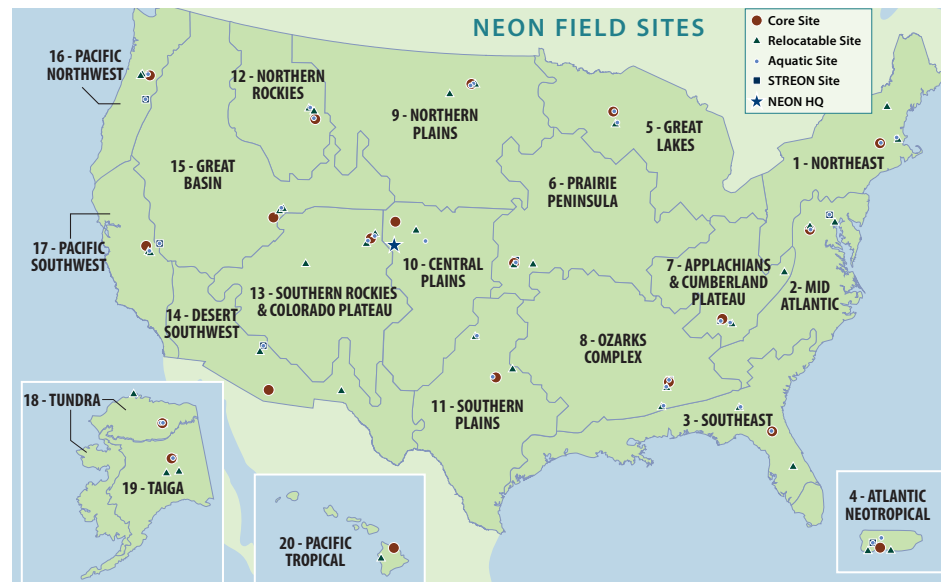 NEON FIELD SITES
Core Site
Relocatable Site
Aquatic Site
STREON Site
NEON HQ
16 - PACIFIC
NORTHWEST
12 - NORTHERN
ROCKIES
9 - NORTHERN
PLAINS
5 - GREAT
LAKES
1 - NORTHEAST
15 - GREAT
BASIN
6 - PRAIRIE
PENINSULA
17 - PACIFIC
SOUTHWEST
10 - CENTRAL
PLAINS
7 - APPLACHIANS
& CUMBERLAND
PLATEAU
2- MID
ATLANTIC
13 - SOUTHERN ROCKIES
& COLORADO PLATEAU
14 - DESERT
SOUTHWEST
8 - OZARKS
COMPLEX
11 - SOUTHERN
PLAINS
3 - SOUTHEAST
18 - TUNDRA
19 - TAIGA
20 - PACIFIC
TROPICAL
4 - ATLANTIC
NEOTROPICAL